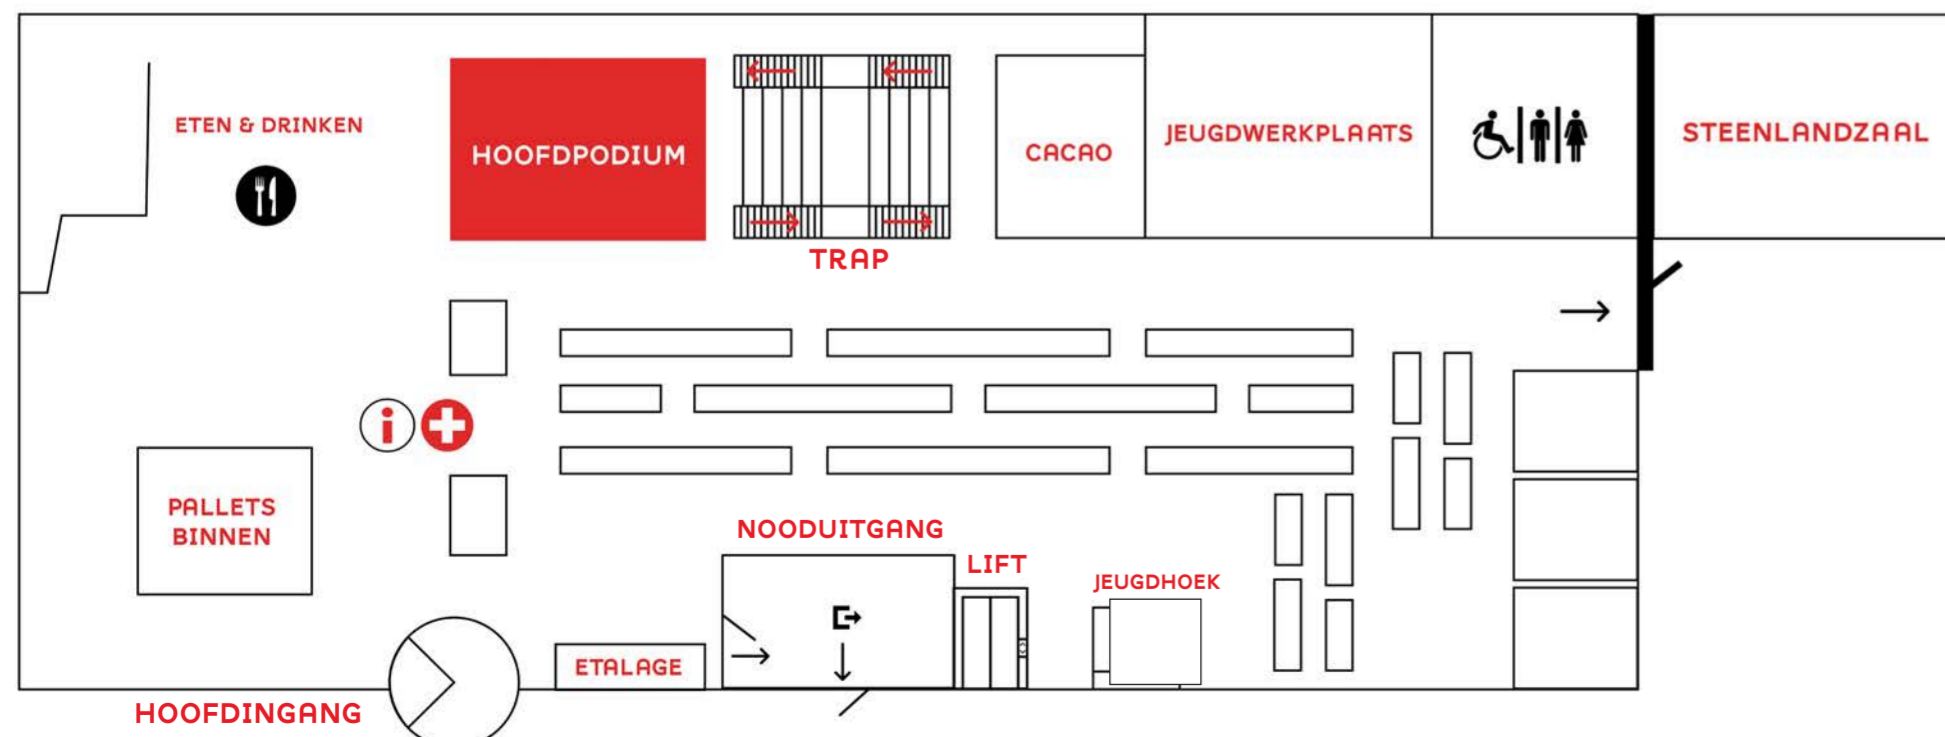 ETEN & DRINKEN
HOOFDPODIUM
TRAP
CACAO
JEUGDWERKPLAATS
STEENLANDZAAL
i
PALLETS
BINNEN
NOODUITGANG
LIFT
JEUGDHOEK
ETALAGE
HOOFDINGANG